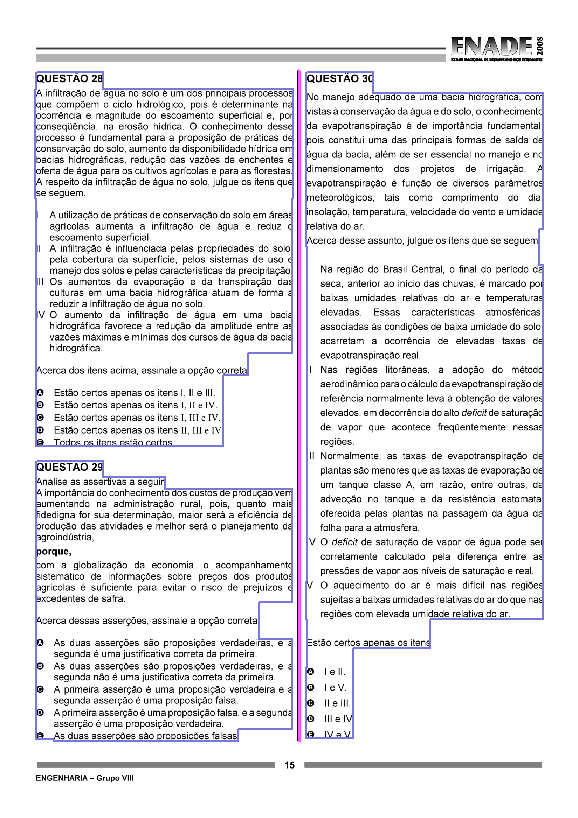 ENADE 2008
EXAME NACIONAL DE DESEMPENHO DOS ESTUDANTES
QUESTÃO 28
A infiltração de água no solo é um dos principais processos
que compõem o ciclo hidrológico, pois é determinante na
ocorrência e magnitude do escoamento superficial e, por
conseqüência, na erosão hídrica. O conhecimento desse
processo é fundamental para a proposição de práticas de
conservação do solo, aumento da disponibilidade hídrica em
bacias hidrográficas, redução das vazões de enchentes e
oferta de água para os cultivos agrícolas e para as florestas.
A respeito da infiltração de água no solo, julgue os itens que
se seguem.
I A utilização de práticas de conservação do solo em áreas
agrícolas aumenta a infiltração de água e reduz o
escoamento superficial.
II A infiltração é influenciada pelas propriedades do solo,
pela cobertura da superfície, pelos sistemas de uso e
manejo dos solos e pelas características da precipitação.
III Os aumentos da evaporação e da transpiração das
culturas em uma bacia hidrográfica atuam de forma a
reduzir a infiltração de água no solo.
IV O aumento da infiltração de água em uma bacia
hidrográfica favorece a redução da amplitude entre as
vazões máximas e mínimos dos cursos de água da bacia
hidrográfica.
Acerca dos itens acima, assinale a opção correta.
A Estão certos apenas os itens I, II e III.
B Estão certos apenas os itens I, II e IV.
C Estão certos apenas os itens I, III e IV.
D Estão certos apenas os itens II, III e IV.
E Todos os itens estão certos.
QUESTÃO 29
Analise as assertivas a seguir.
A importância do conhecimento dos custos de produção vem
aumentando na administração rural, pois, quanto mais
fidedigna for sua determinação, maior será a eficiência de
produção das atividades e melhor será o planejamento da
agroindústria,
porque,
com a globalização da economia, o acompanhamento
sistemático de informações sobre preços dos produtos
agrícolas é suficiente para evitar o risco de prejuízos e
excedentes de safra.
Acerca dessas asserções, assinale a opção correta.
A As duas asserções são proposições verdadeiras, e a
segunda é uma justificativa correta da primeira.
B As duas asserções são proposições verdadeiras, e a
segunda não é uma justificativa correta da primeira.
C A primeira asserção é uma proposição verdadeira e a
segunda asserção é uma proposição falsa.
D A primeira asserção é uma proposição falsa, e a segunda
asserção é uma proposição verdadeira.
E As duas asserções são proposições falsas.
QUESTÃO 30
No manejo adequado de uma bacia hidrográfica, com
vistas à conservação da água e do solo, o conhecimento
da evapotranspiração é de importância fundamental,
pois constitui uma das principais formas de saída de
água da bacia, além de ser essencial no manejo e no
dimensionamento dos projetos de irrigação. A
evapotranspiração é função de diversos parâmetros
meteorológicos, tais como comprimento do dia,
insolação, temperatura, velocidade do vento e umidade
relativa do ar.
Acerca desse assunto, julgue os itens que se seguem.
Na região do Brasil Central, o final do período da
seca, anterior ao início das chuvas, é marcado por
baixas umidades relativas do ar e temperaturas
elevadas. Essas características atmosféricas,
associadas às condições de baixa umidade do solo,
acarretam a ocorrência de elevadas taxas de
evapotranspiração real.
I Nas regiões litorâneas, a adoção do método
aerodinâmico para o cálculo da evapotranspiração de
referência normalmente leva à obtenção de valores
elevados, em decorrência do alto deficit de saturação
de vapor que acontece freqüentemente nessas
regiões.
II Normalmente, as taxas de evapotranspiração de
plantas são menores que as taxas de evaporação de
um tanque classe A, em razão, entre outras, da
advecção no tanque e da resistência estomatal
oferecida pelas plantas na passagem da água da
folha para a atmosfera.
V O deficit de saturação de vapor de água pode ser
corretamente calculado pela diferença entre as
pressões de vapor aos níveis de saturação e real.
V O aquecimento do ar é mais difícil nas regiões
sujeitas a baixas umidades relativas do ar do que nas
regiões com elevada umidade relativa do ar.
Estão certos apenas os itens
A I e II.
B I e V.
C II e III.
D III e IV
E IV e V
15
ENGENHARIA – Grupo VIII